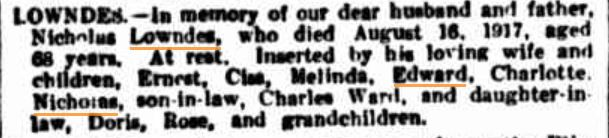 LOWNDES.—In memory of our dear husband and father,
Nicholas Lowndes, who died August 16, 1917, aged
68 years. At rest. Inserted by his loving wife and
children, Ernest, Ciss, Melinda, Edward, Charlotte,
Nicholas, son-in-law, Charles Ward, and daughter-in-
law, Doris, Rose, and grandchildren.